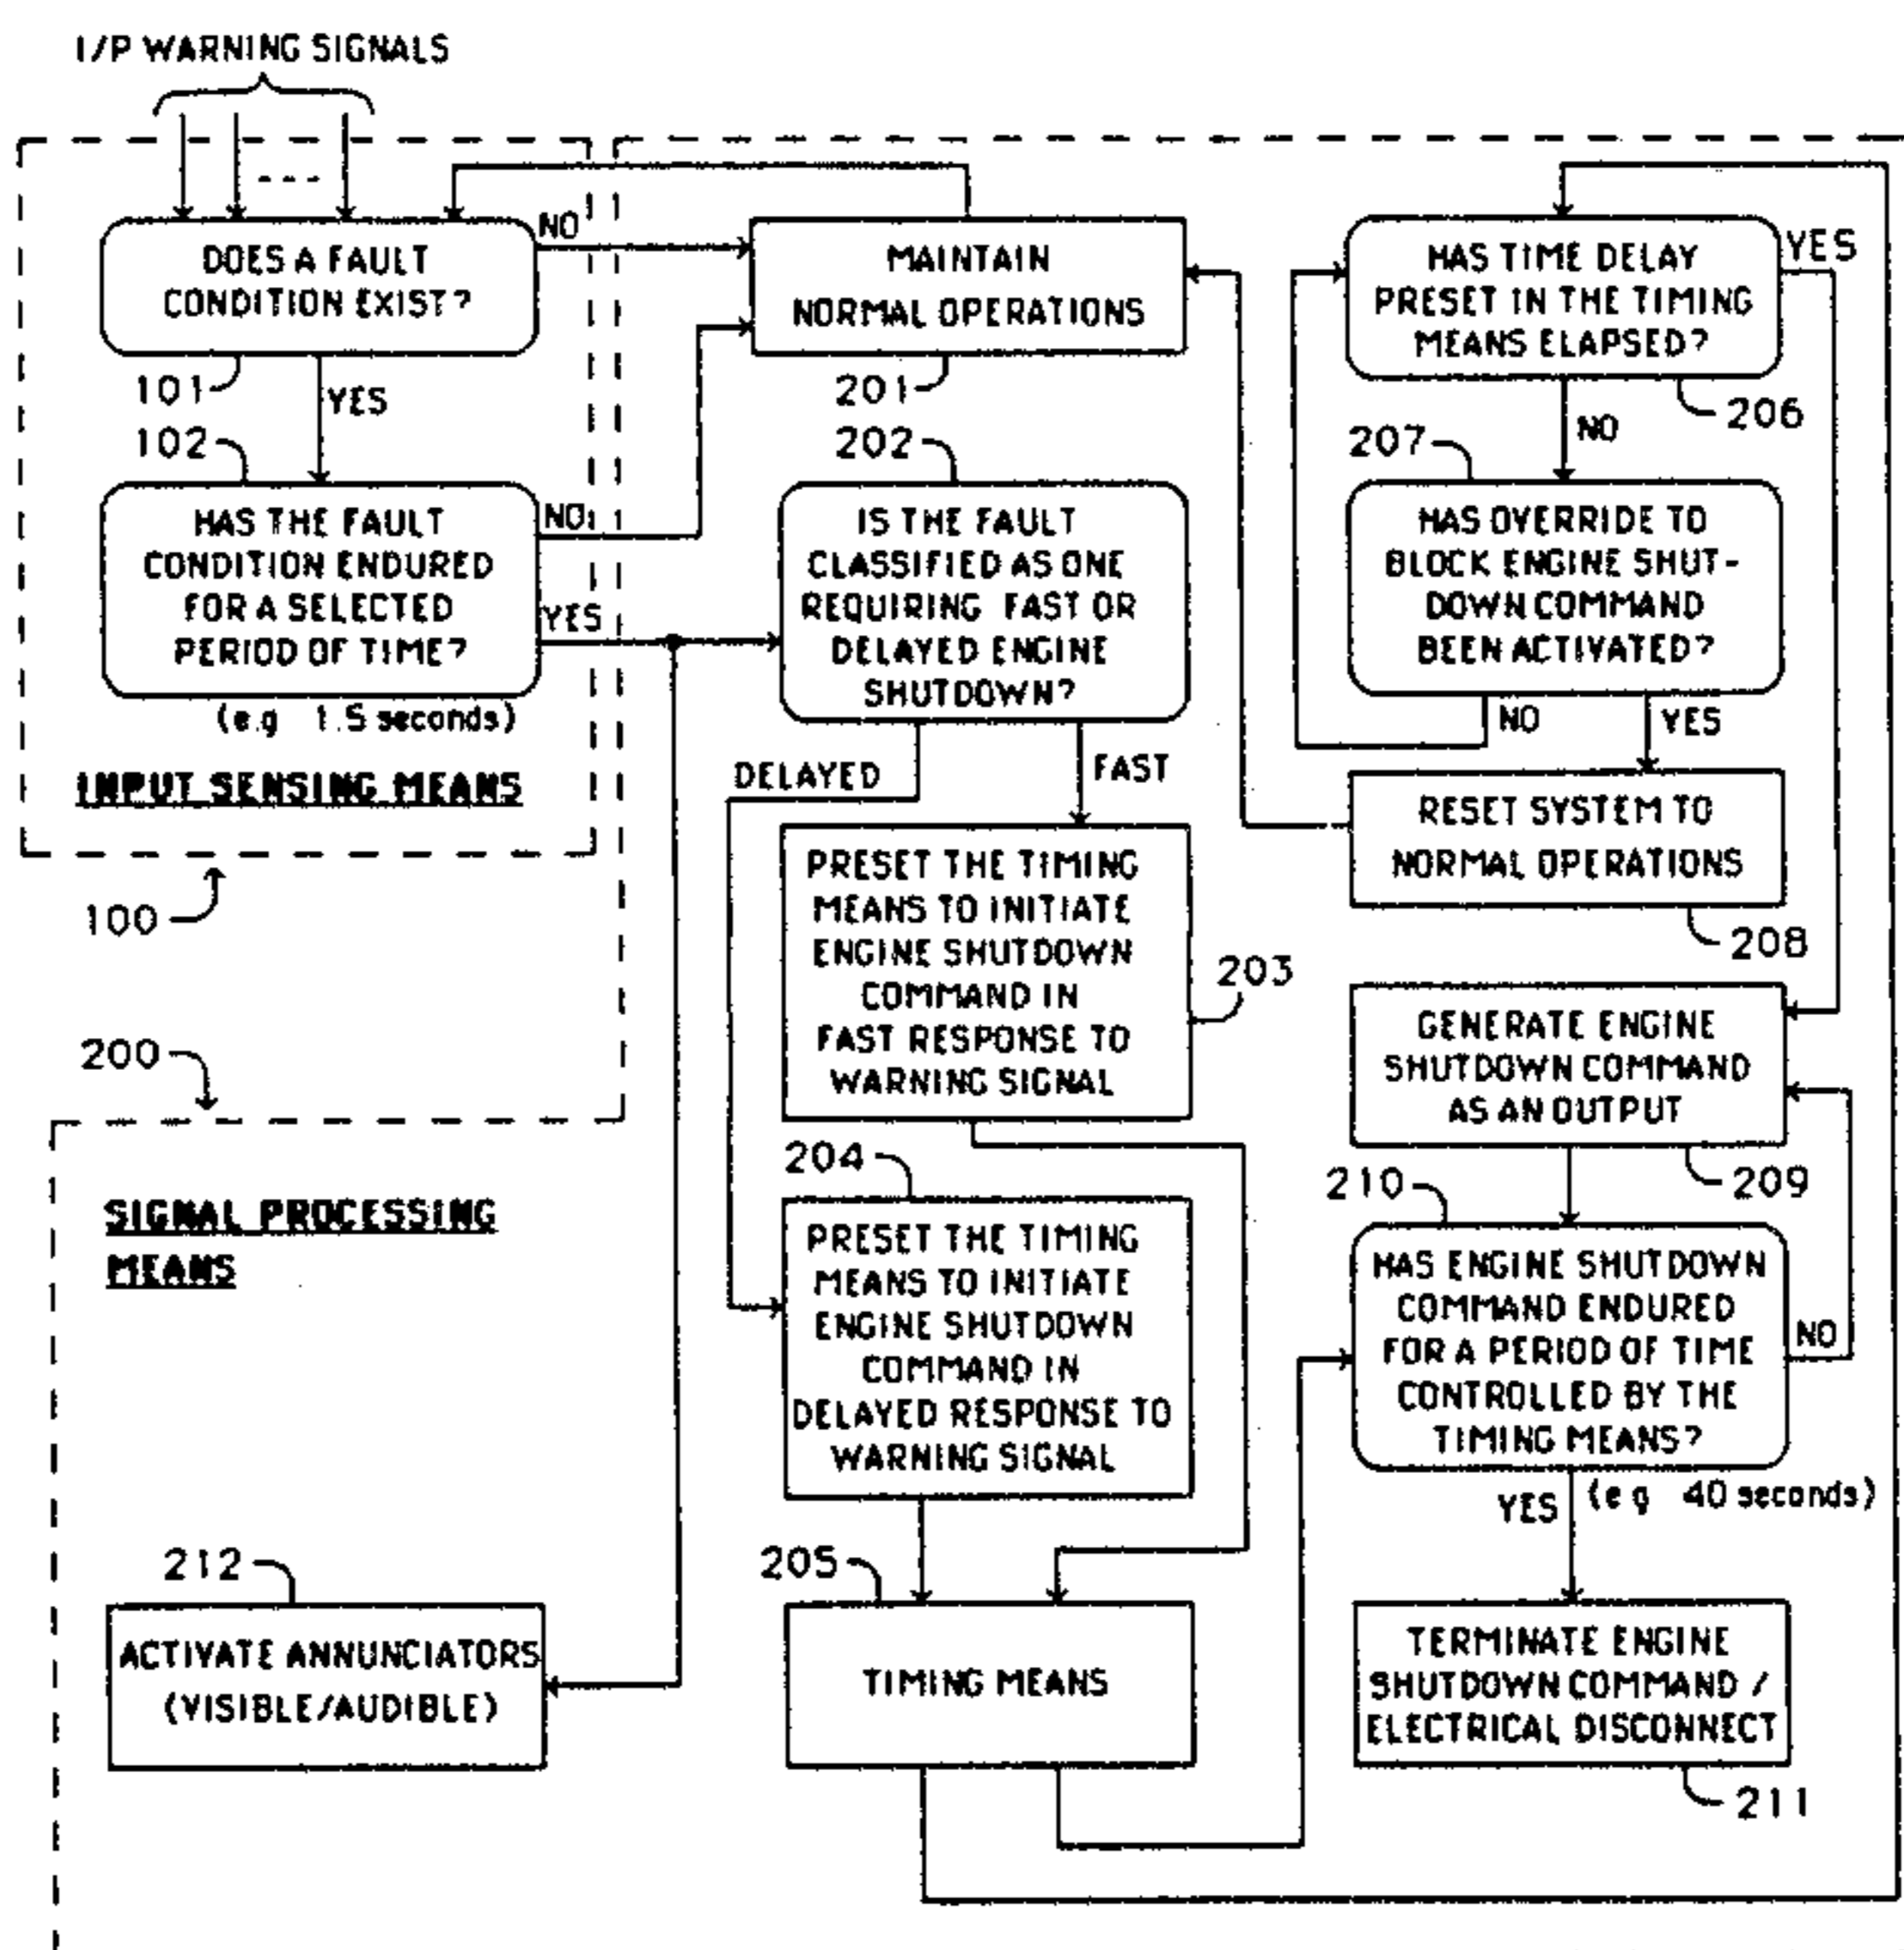 I/P WARNING SIGNALS
DOES A FAULT
CONDITION EXIST?
NO
101
YES
102
HAS THE FAULT
CONDITION ENDURED
FOR A SELECTED
PERIOD OF TIME?
NO
YES
(e.g 1.5 seconds)
INPUT SENSING MEANS
100
200
SIGNAL PROCESSING
MEANS
212
ACTIVATE ANNUNCIATORS
(VISIBLE/AUDIBLE)
MAINTAIN
NORMAL OPERATIONS
201
202
IS THE FAULT
CLASSIFIED AS ONE
REQUIRING FAST OR
DELAYED ENGINE
SHUTDOWN?
DELAYED
FAST
PRESET THE TIMING
MEANS TO INITIATE
ENGINE SHUTDOWN
COMMAND IN
FAST RESPONSE TO
WARNING SIGNAL
203
204
PRESET THE TIMING
MEANS TO INITIATE
ENGINE SHUTDOWN
COMMAND IN
DELAYED RESPONSE TO
WARNING SIGNAL
205
TIMING MEANS
HAS TIME DELAY
PRESET IN THE TIMING
MEANS ELAPSED?
YES
206
NO
207
HAS OVERRIDE TO
BLOCK ENGINE SHUT-
DOWN COMMAND
BEEN ACTIVATED?
NO
YES
RESET SYSTEM TO
NORMAL OPERATIONS
208
GENERATE ENGINE
SHUTDOWN COMMAND
AS AN OUTPUT
209
210
HAS ENGINE SHUTDOWN
COMMAND ENDURED
FOR A PERIOD OF TIME
CONTROLLED BY THE
TIMING MEANS?
NO
YES
(e g 40 seconds)
TERMINATE ENGINE
SHUTDOWN COMMAND /
ELECTRICAL DISCONNECT
211